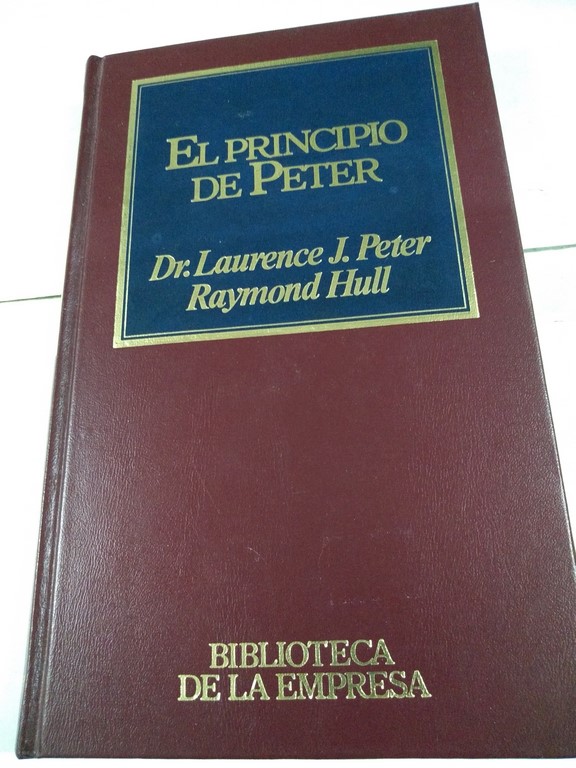 EL PRINCIPIO
DE PETER
Dr. Laurence J. Peter
Raymond Hull
BIBLIOTECA
DE LA EMPRESA